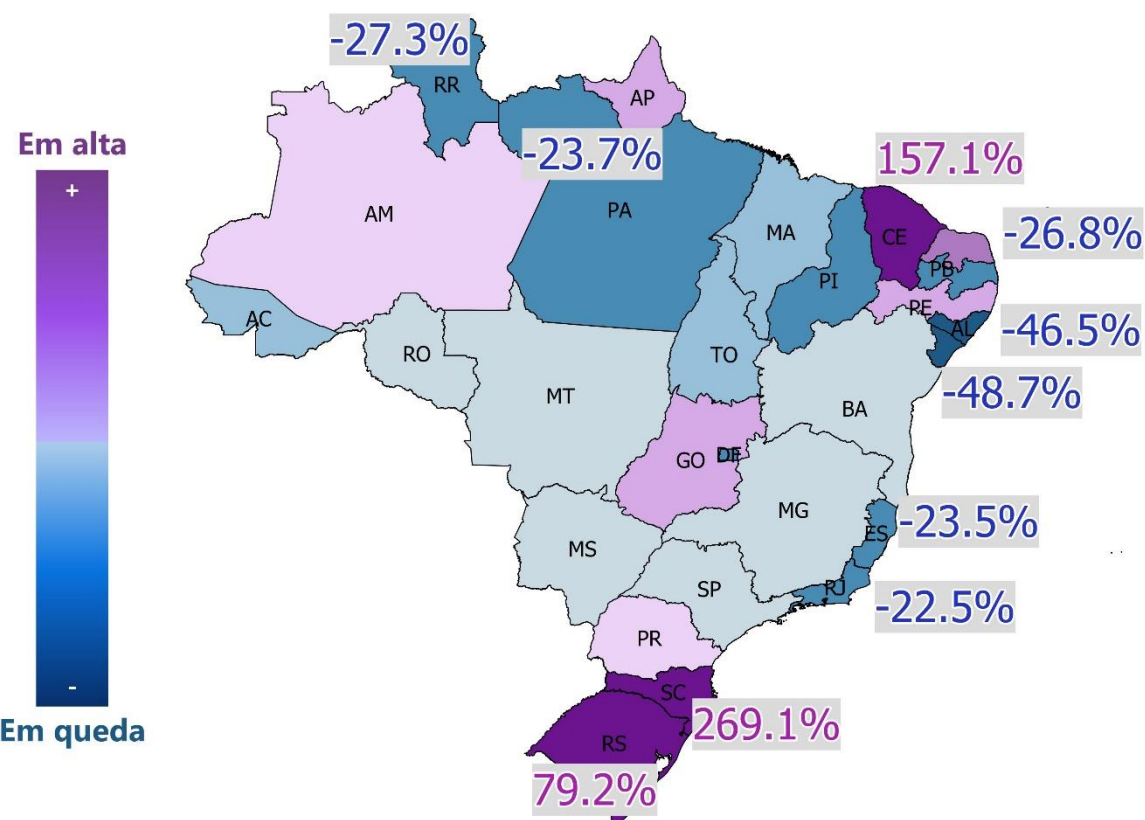 -27.3%
RR
AP
Em alta
+
-23.7%
157.1%
AM
PA
MA
CE
-26.8%
PB
PI
PE
AC
AL
-46.5%
RO
TO
-48.7%
MT
BA
GO
DF
MG
-23.5%
ES
MS
SP
RJ
-22.5%
PR
-
SC
Em queda
269.1%
RS
79.2%